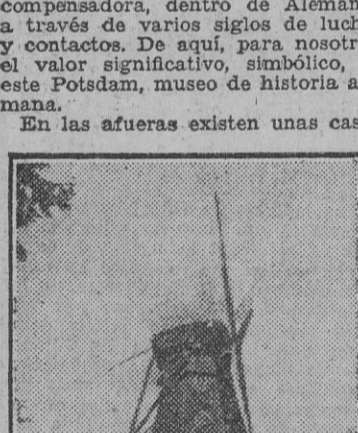 compensadora, dentro de Aleman
a través de varios siglos de luch
y contactos. De aquí, para nosotr
el valor significativo, simbólico,
este Potsdam, museo de historia a
mana.
En las afueras existen unas cas